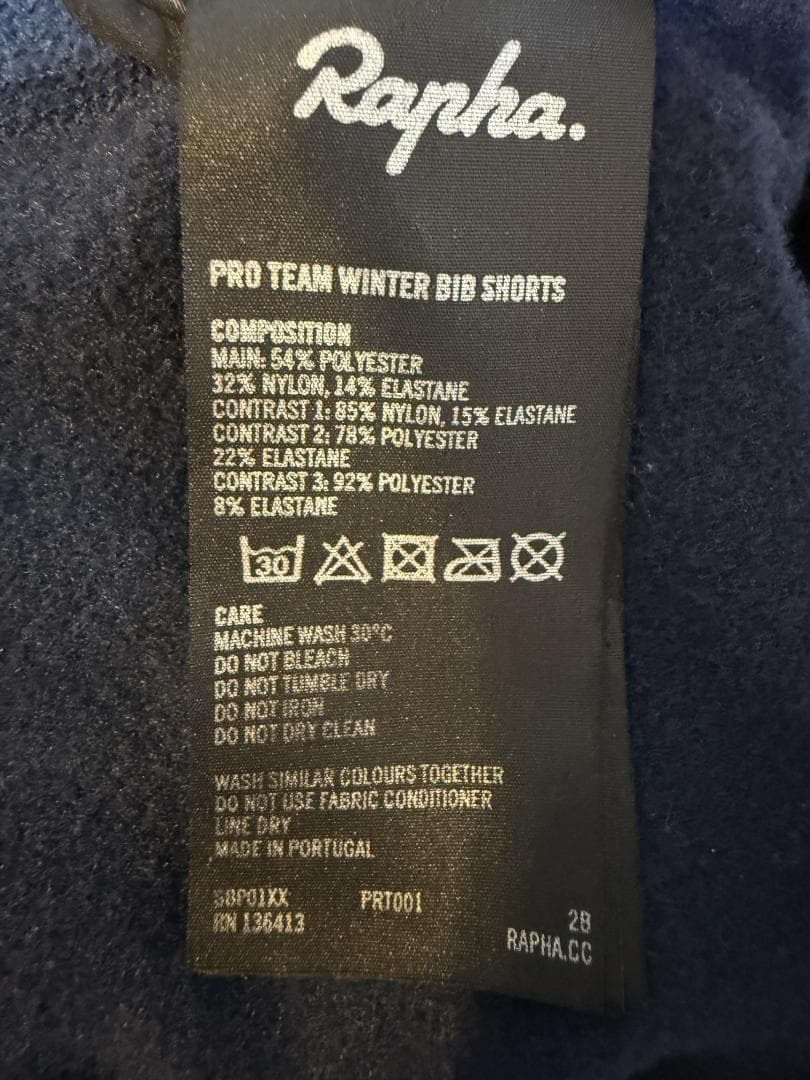 Rapha.
PRO TEAM WINTER BIB SHORTS
COMPOSITION
MAIN: 54% POLYESTER
32% NYLON, 14% ELASTANE
CONTRAST 1: 85% NYLON, 15% ELASTANE
CONTRAST 2: 78% POLYESTER
22% ELASTANE
CONTRAST 3: 92% POLYESTER
8% ELASTANE
30
CARE
MACHINE WASH 30°C
DO NOT BLEACH
DO NOT TUMBLE DRY
DO NOT IRON
DO NOT DRY CLEAN
WASH SIMILAR COLOURS TOGETHER
DO NOT USE FABRIC CONDITIONER
LINE DRY
MADE IN PORTUGAL
PRT001
RN 136413
2B
RAPHA.CC